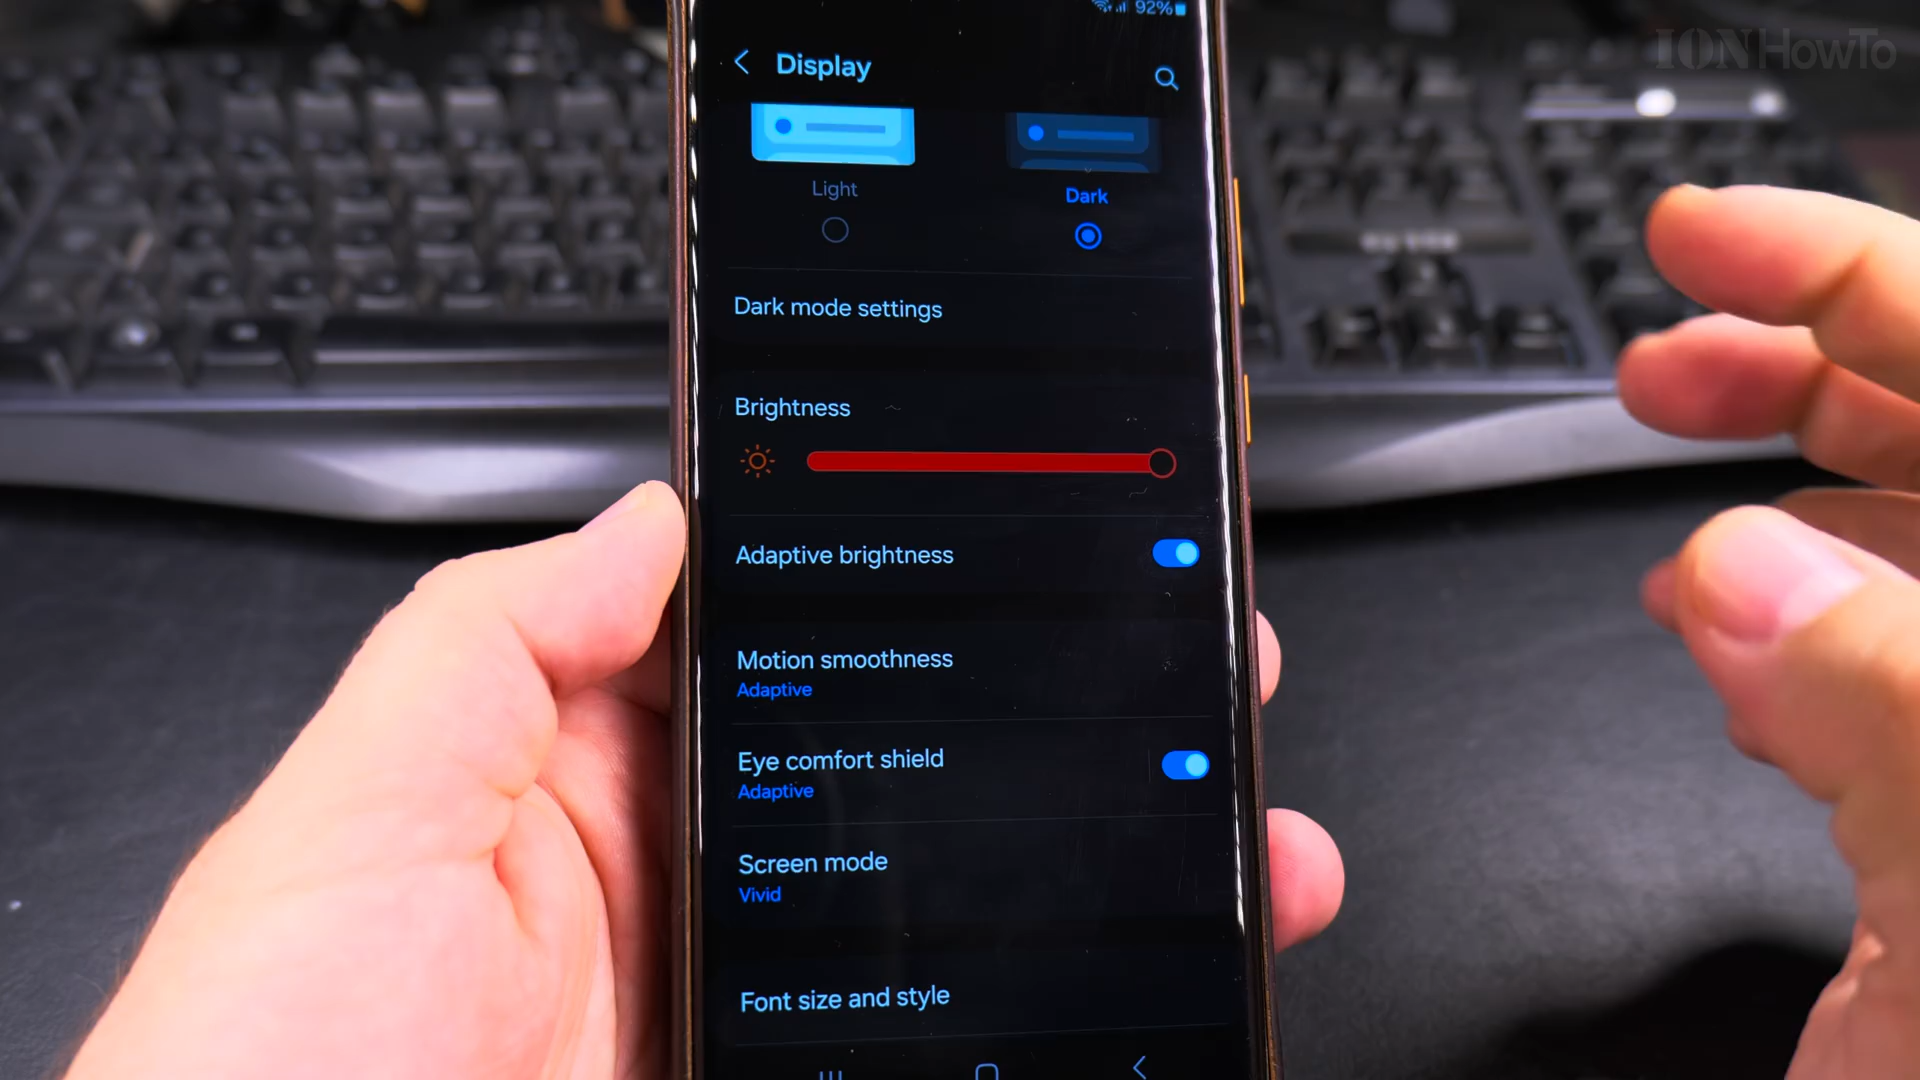 92%
IONHowTo
Display
Light
Dark
Dark mode settings
Brightness
Adaptive brightness
Motion smoothness
Adaptive
Eye comfort shield
Adaptive
Screen mode
Vivid
Font size and style